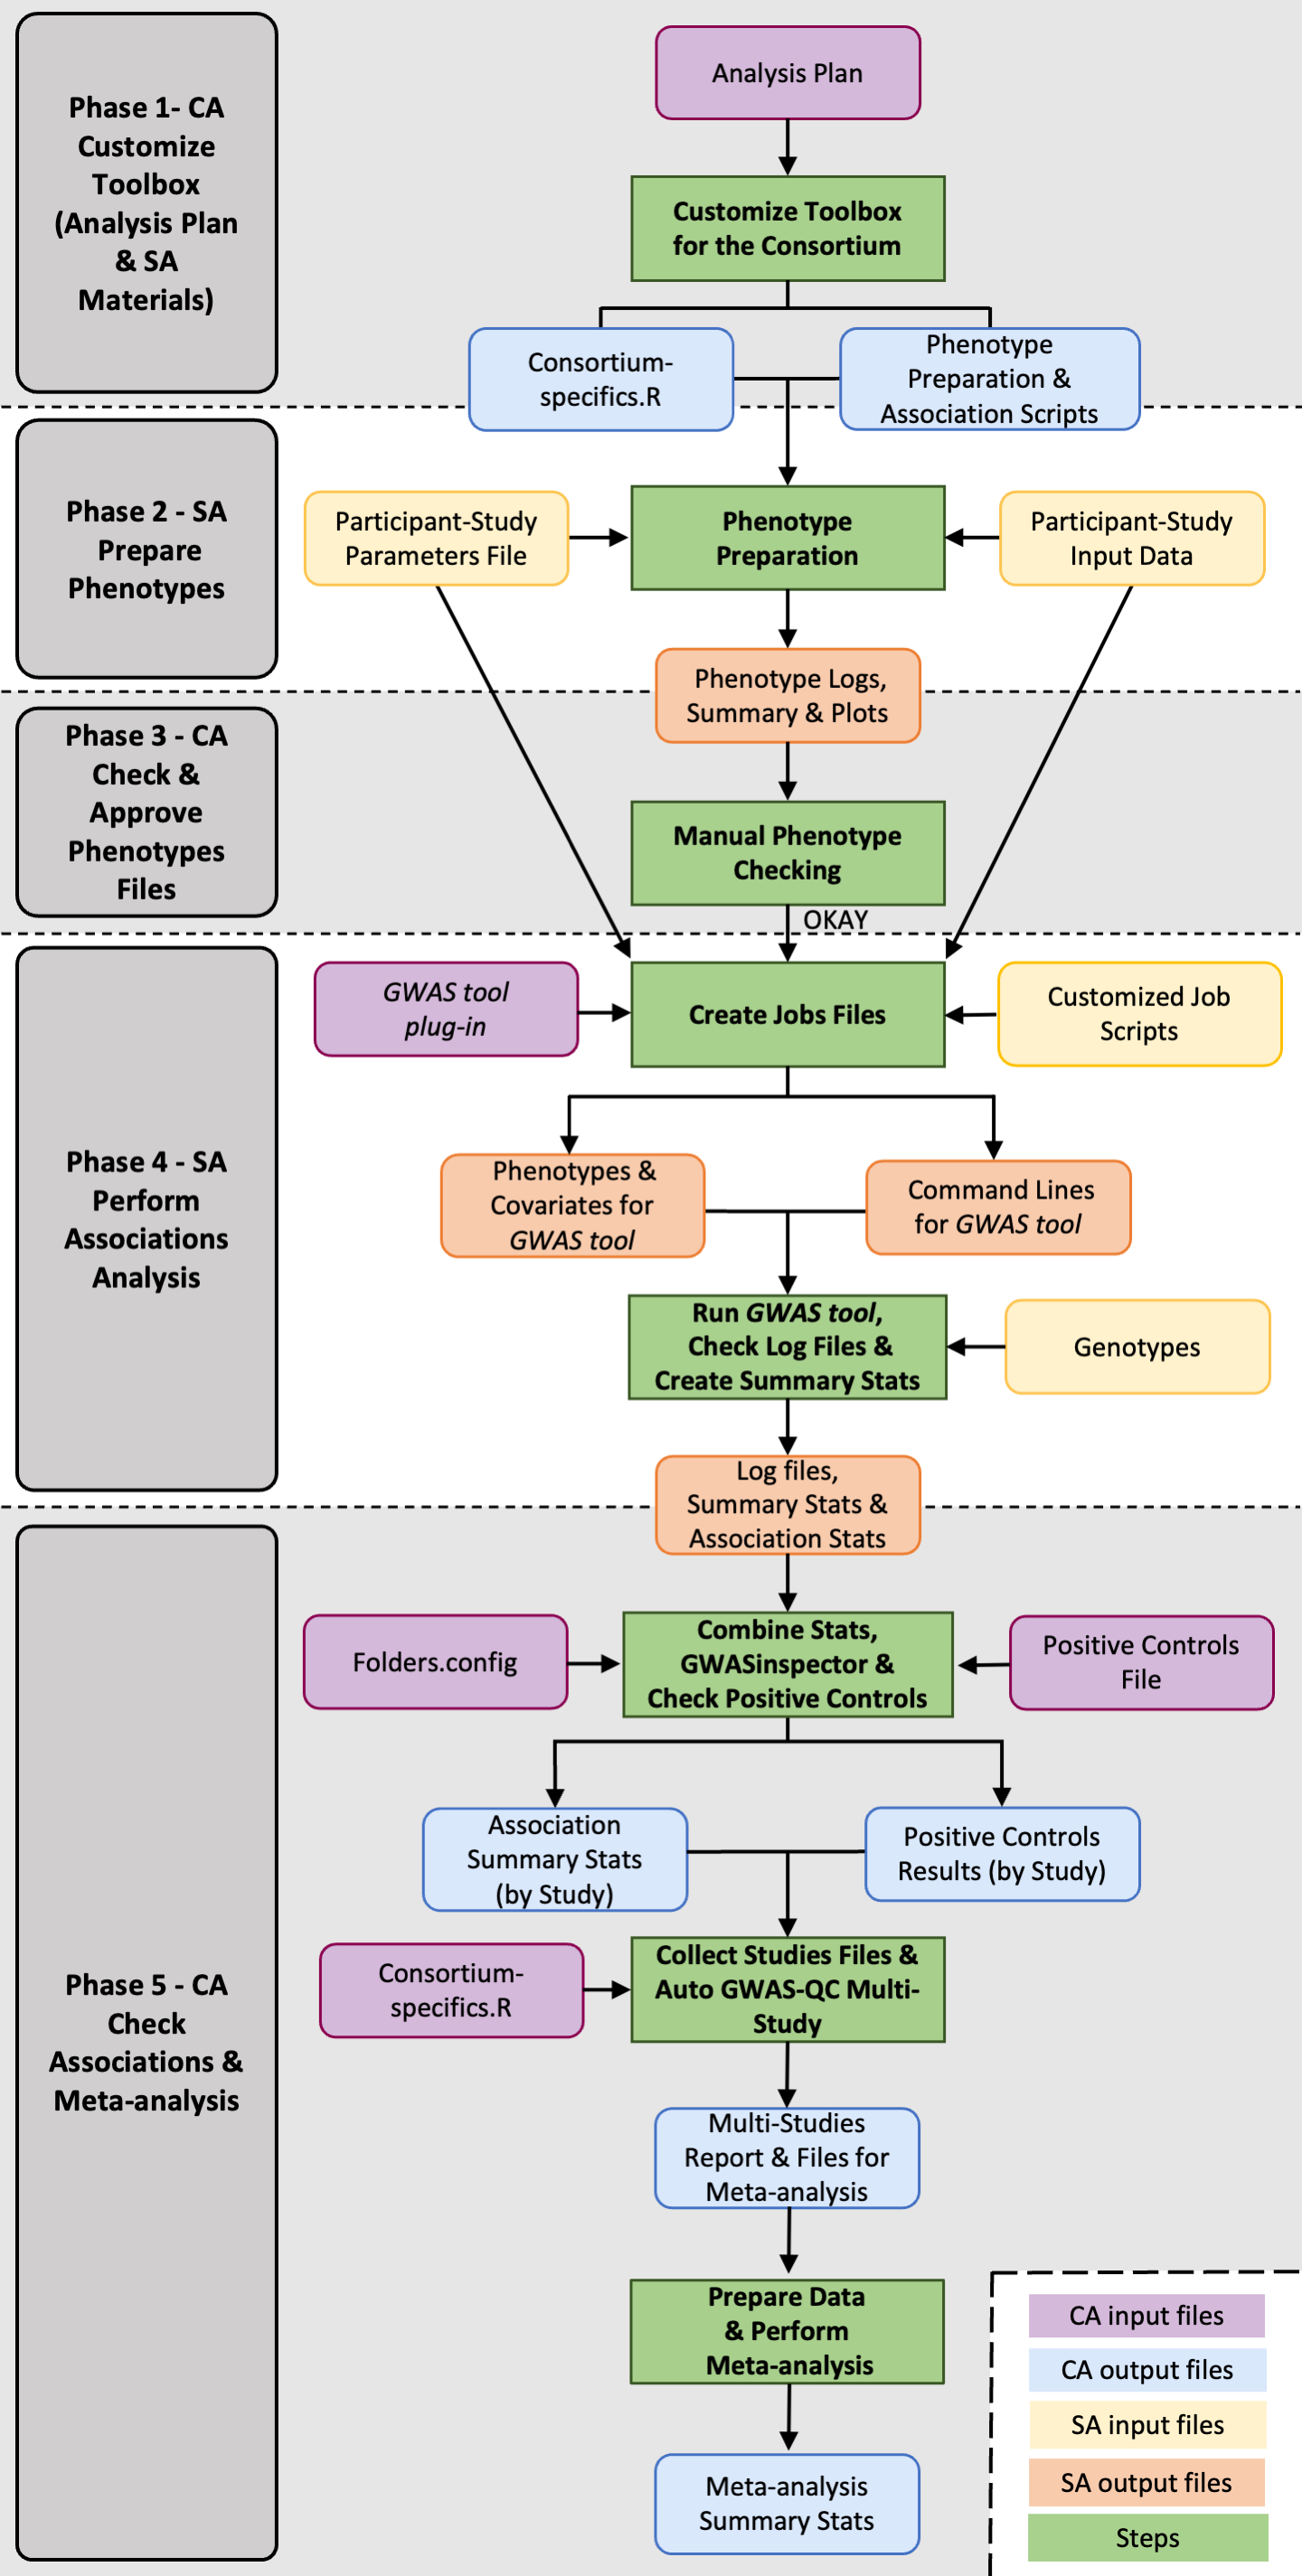 Phase 1- CA
Customize
Toolbox
(Analysis Plan
& SA
Materials)
Analysis Plan
Customize Toolbox
for the Consortium
Consortium-
specifics.R
Phenotype
Preparation &
Association Scripts
Phase 2 - SA
Prepare
Phenotypes
Participant-Study
Parameters File
Phenotype
Preparation
Participant-Study
Input Data
Phenotype Logs,
Summary & Plots
Phase 3 - CA
Check &
Approve
Phenotypes
Files
Manual Phenotype
Checking
OKAY
Phase 4 - SA
Perform
Associations
Analysis
GWAS tool
plug-in
Create Jobs Files
Customized Job
Scripts
Phenotypes &
Covariates for
GWAS tool
Command Lines
for GWAS tool
Run GWAS tool,
Check Log Files &
Create Summary Stats
Genotypes
Log files,
Summary Stats &
Association Stats
Phase 5 - CA
Check
Associations &
Meta-analysis
Folders.config
Combine Stats,
GWASinspector &
Check Positive Controls
Positive Controls
File
Association
Summary Stats
(by Study)
Positive Controls
Results (by Study)
Consortium-
specifics.R
Collect Studies Files &
Auto GWAS-QC Multi-
Study
Multi-Studies
Report & Files for
Meta-analysis
Prepare Data
& Perform
Meta-analysis
Meta-analysis
Summary Stats
CA input files
CA output files
SA input files
SA output files
Steps